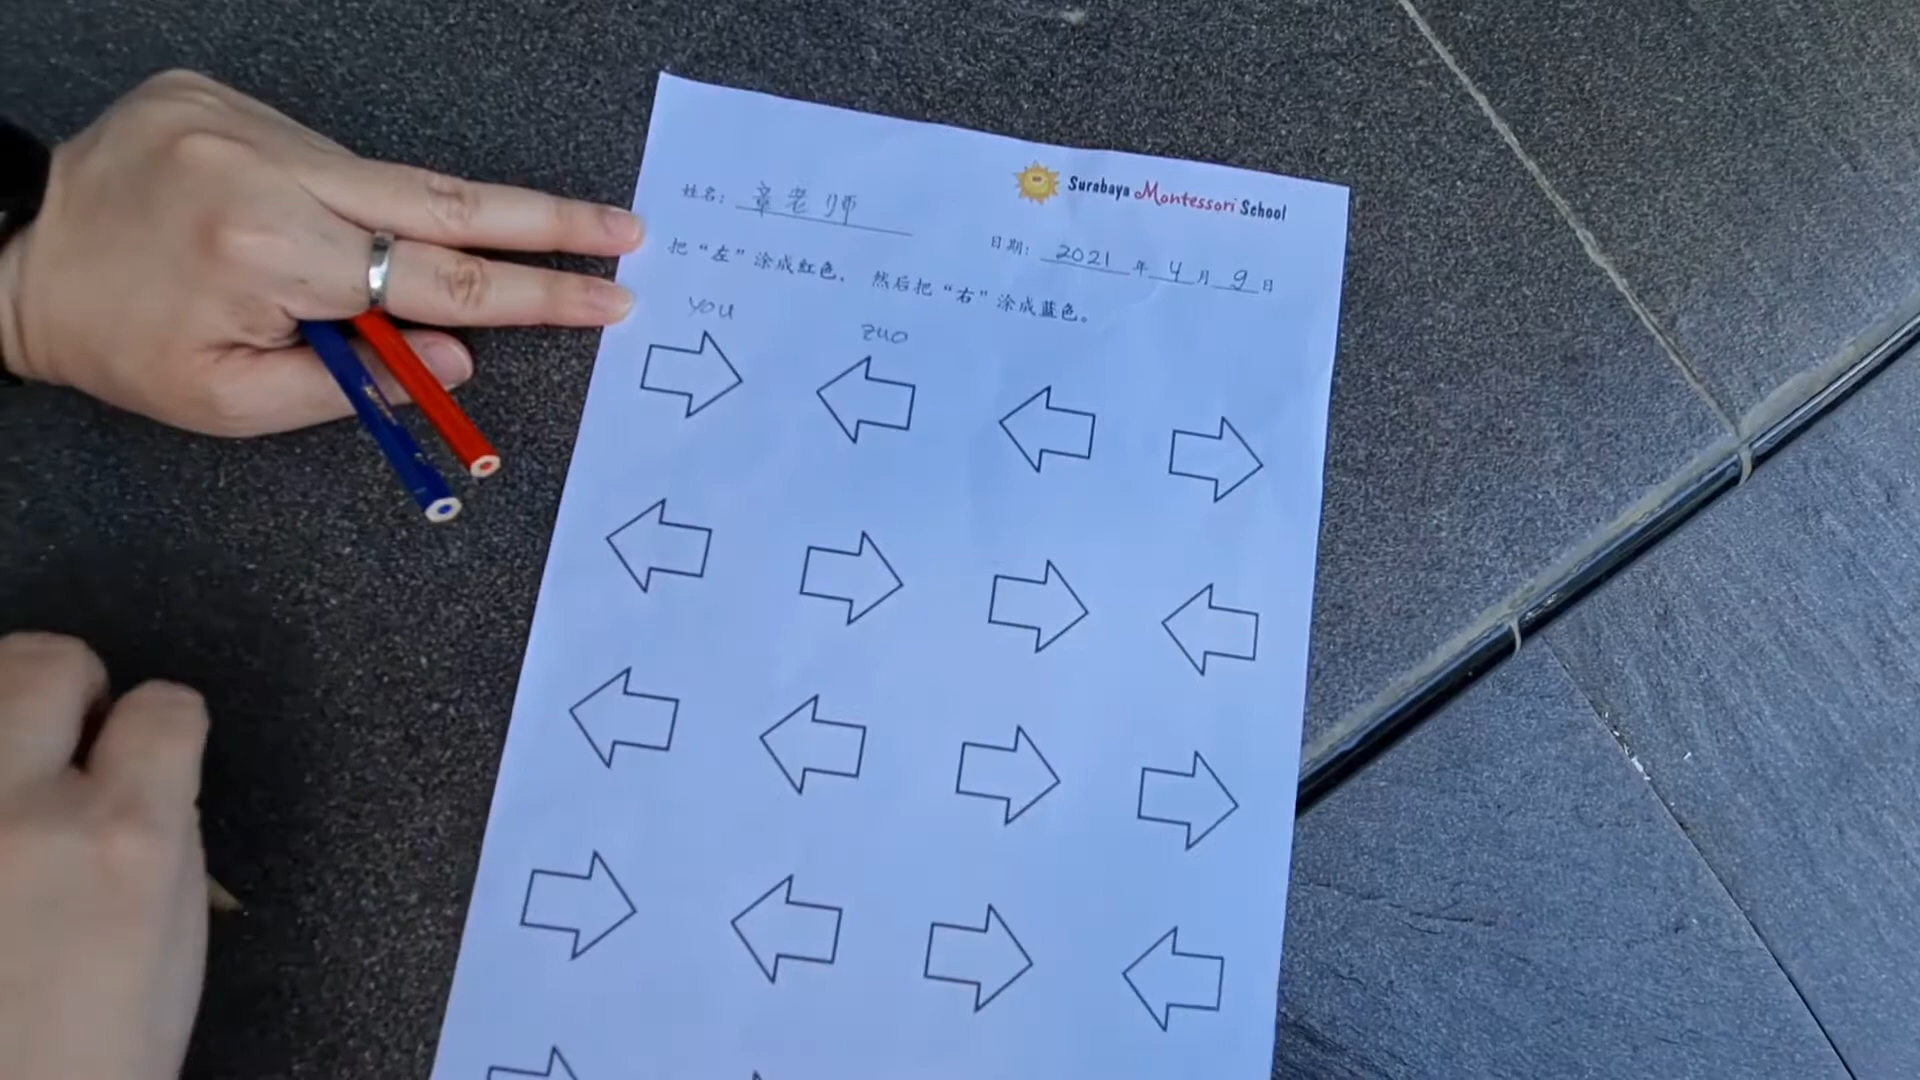 Surabaya Montessori School
姓名: 章老师
日期: 2021 年 4 月 9 日
把“左”涂成红色, 然后把“右”涂成蓝色。
you
zuo